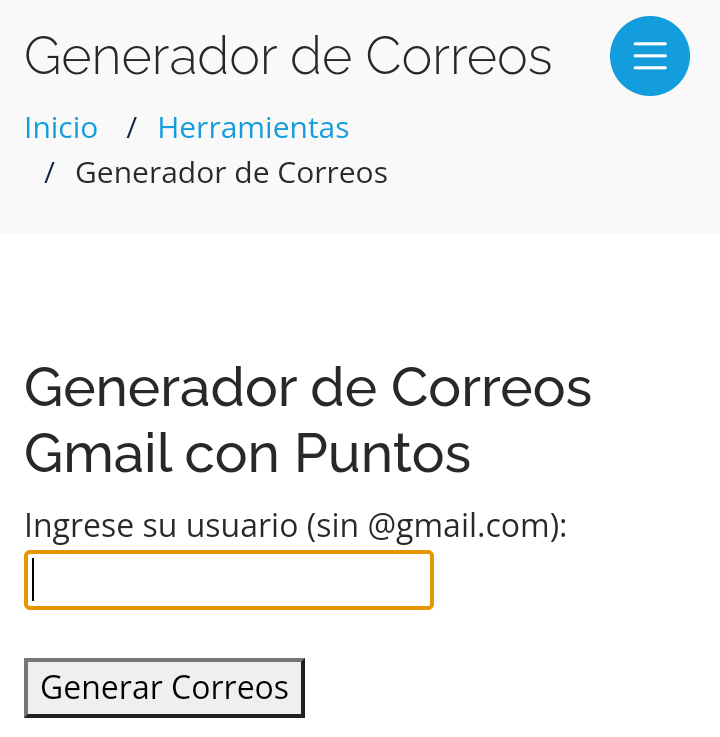 Generador de Correos
Inicio / Herramientas
/ Generador de Correos
Generador de Correos
Gmail con Puntos
Ingrese su usuario (sin @gmail.com):
Generar Correos